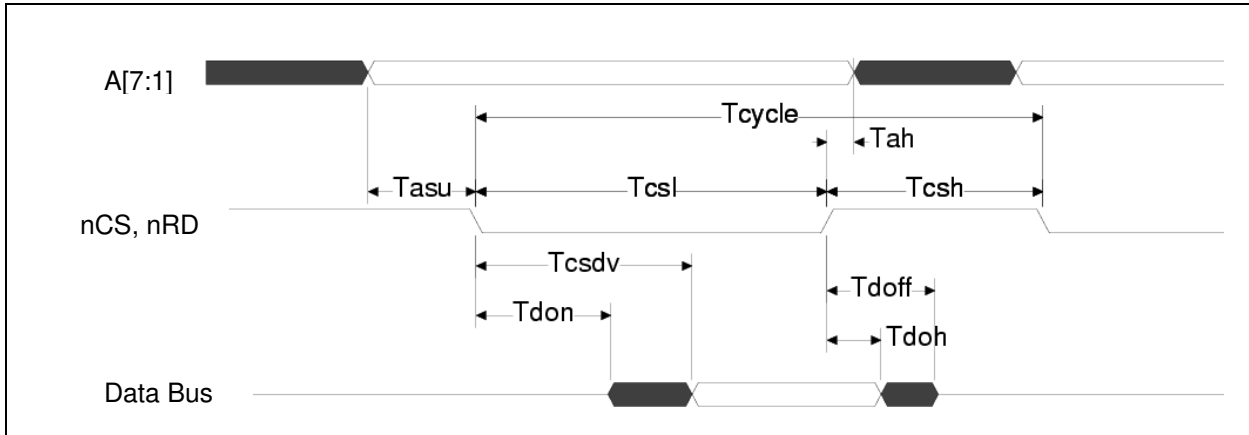 A[7:1]
Tcycle
Tah
Tasu
Tcsl
Tcsh
nCS, nRD
Tcsdv
Tdoff
Tdon
Tdoh
Data Bus